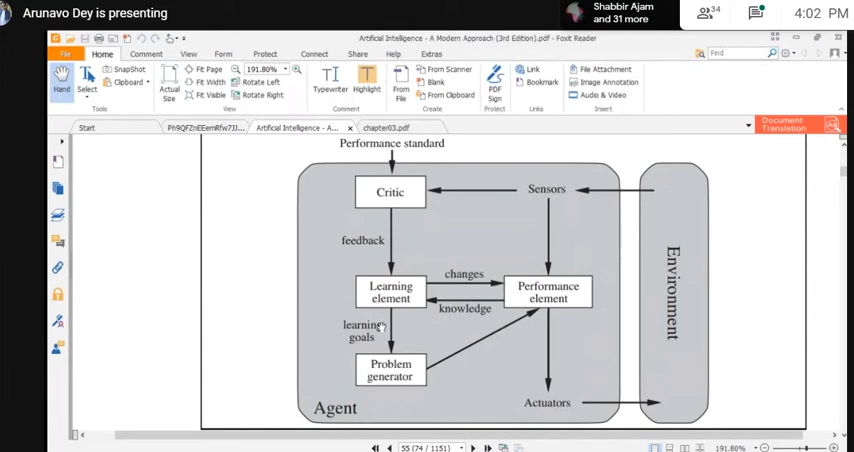 Arunavo Dey is presenting
Shabbir Ajam
and 31 more
34
4:02 PM
Artificial Intelligence - A Modern Approach (3rd Edition).pdf - Foxit Reader
File
Home
Comment
View
Form
Protect
Connect
Share
Help
Extras
Find
Hand
Select
SnapShot
Clipboard
Actual
Size
Fit Page
Fit Width
Fit Visible
191.80%
Rotate Left
Rotate Right
Typewriter
Highlight
From
File
From Scanner
Blank
From Clipboard
PDF
Sign
Link
Bookmark
File Attachment
Image Annotation
Audio & Video
Tools
View
Comment
Create
Protect
Links
Insert
Start
Ph9QFZnEEemRfw7JJ...
Artificial Intelligence - A...
chapter03.pdf
Document
Translation
Performance standard
Critic
Sensors
feedback
changes
Learning
element
Performance
element
knowledge
learning
goals
Problem
generator
Agent
Actuators
Environment
55 (74 / 1151)
191.80%